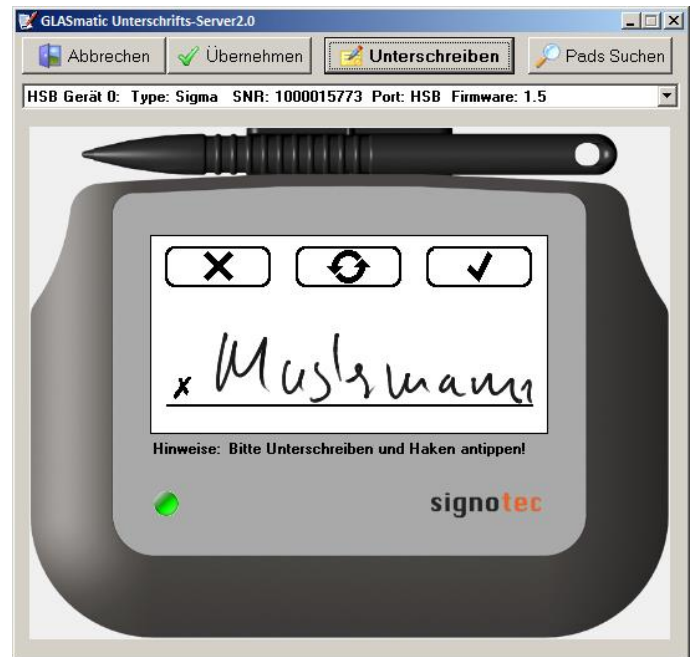 GLASmatic Unterschrifts-Server2.0
Abbrechen Übernehmen Unterschreiben Pads Suchen
HSB Gerät 0: Type: Sigma SNR: 1000015773 Port: HSB Firmware: 1.5
x Mustermann
Hinweise: Bitte Unterschreiben und Haken antippen!
signotec